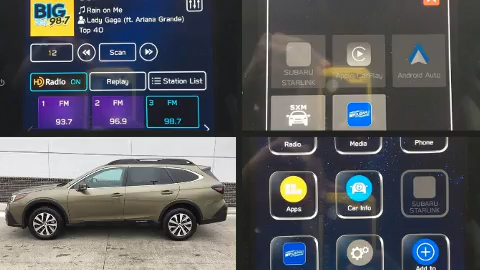 BIG
98·7
Rain on Me
Lady Gaga (ft. Ariana Grande)
Top 40
12
Scan
HD Radio ON
Replay
Station List
1 FM
93.7
2 FM
96.9
3 FM
98.7
SUBARU
STARLINK
Apple CarPlay
Android Auto
SXM
SUBARU
Radio
Media
Phone
Apps
Car Info
SUBARU
STARLINK
SUBARU
Add to